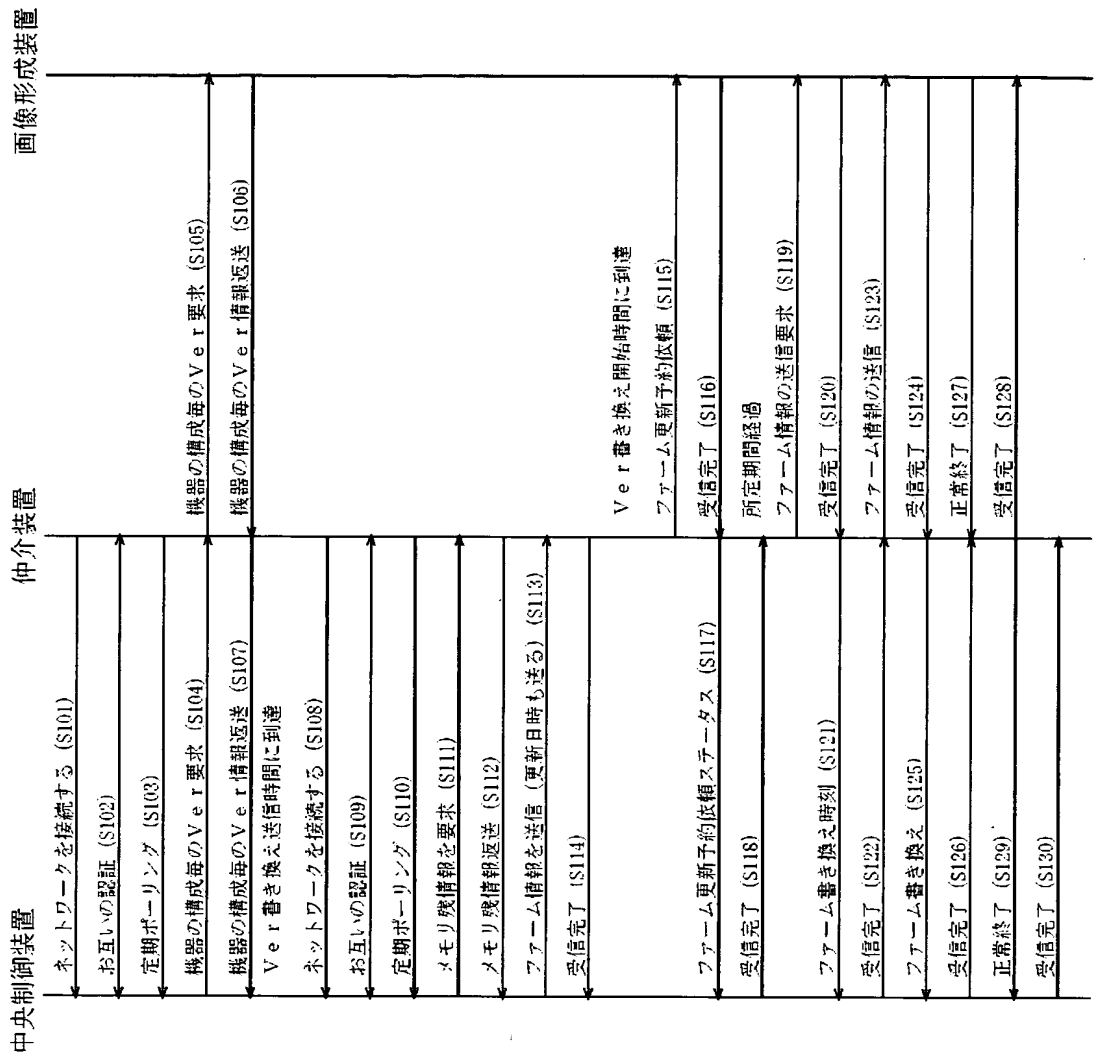 中央制御装置
仲介装置
画像形成装置
ネットワークを接続する (S101)
お互いの認証 (S102)
定期ポーリング (S103)
機器の構成毎のVer要求 (S104)
機器の構成毎のVer要求 (S105)
機器の構成毎のVer情報返送 (S106)
機器の構成毎のVer情報返送 (S107)
Ver書き換え送信時間に到達
ネットワークを接続する (S108)
お互いの認証 (S109)
定期ポーリング (S110)
メモリ残情報を要求 (S111)
メモリ残情報返送 (S112)
ファーム情報を送信 (更新日時も送る) (S113)
受信完了 (S114)
Ver書き換え開始時間に到達
ファーム更新予約依頼 (S115)
受信完了 (S116)
ファーム更新予約依頼ステータス (S117)
受信完了 (S118)
所定期間経過
ファーム情報の送信要求 (S119)
受信完了 (S120)
ファーム書き換え時刻 (S121)
受信完了 (S122)
ファーム情報の送信 (S123)
受信完了 (S124)
ファーム書き換え (S125)
受信完了 (S126)
正常終了 (S127)
受信完了 (S128)
正常終了 (S129)
受信完了 (S130)